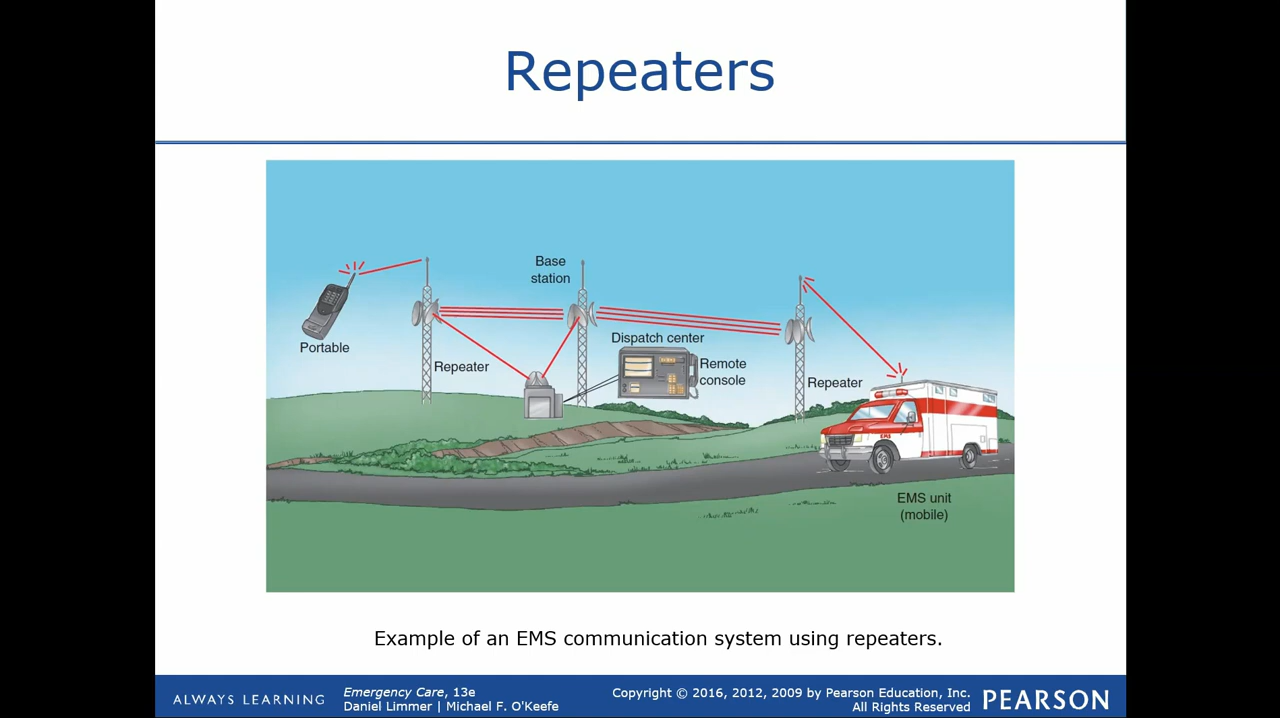 Repeaters
Base
station
Portable
Repeater
Dispatch center
Remote
console
Repeater
EMS
EMS unit
(mobile)
Example of an EMS communication system using repeaters.
ALWAYS LEARNING
Emergency Care, 13e
Daniel Limmer | Michael F. O'Keefe
Copyright © 2016, 2012, 2009 by Pearson Education, Inc.
All Rights Reserved
PEARSON